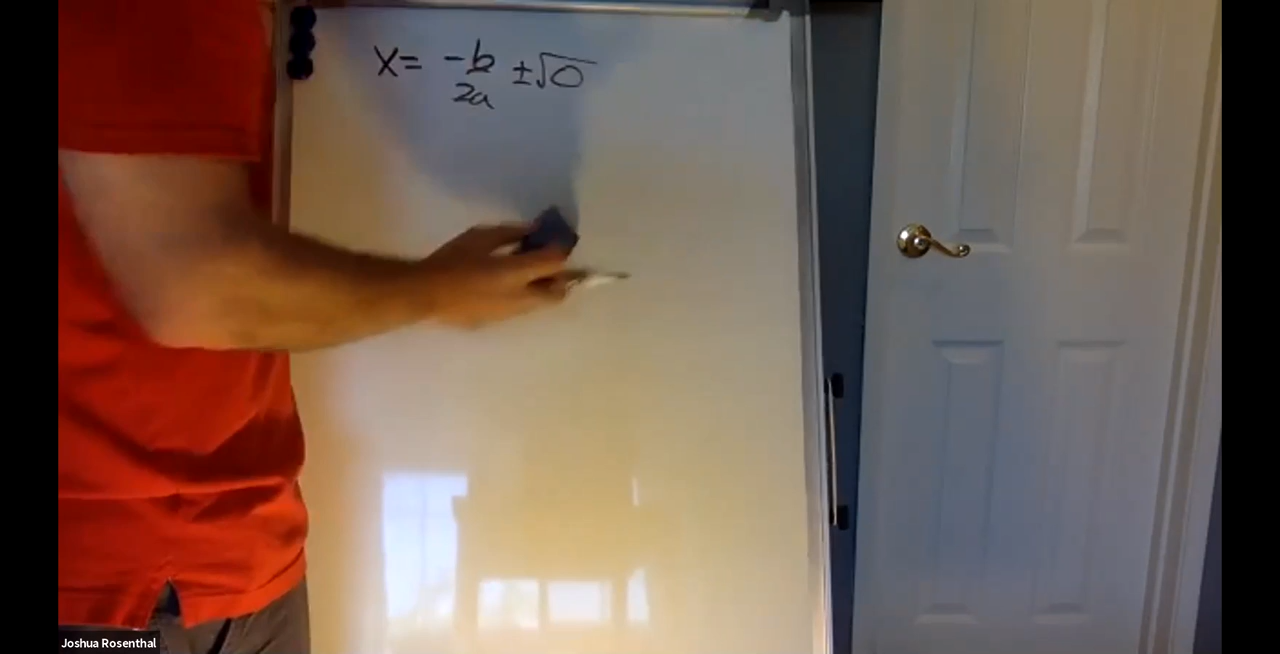 x = -b/2a ±√0
Joshua Rosenthal